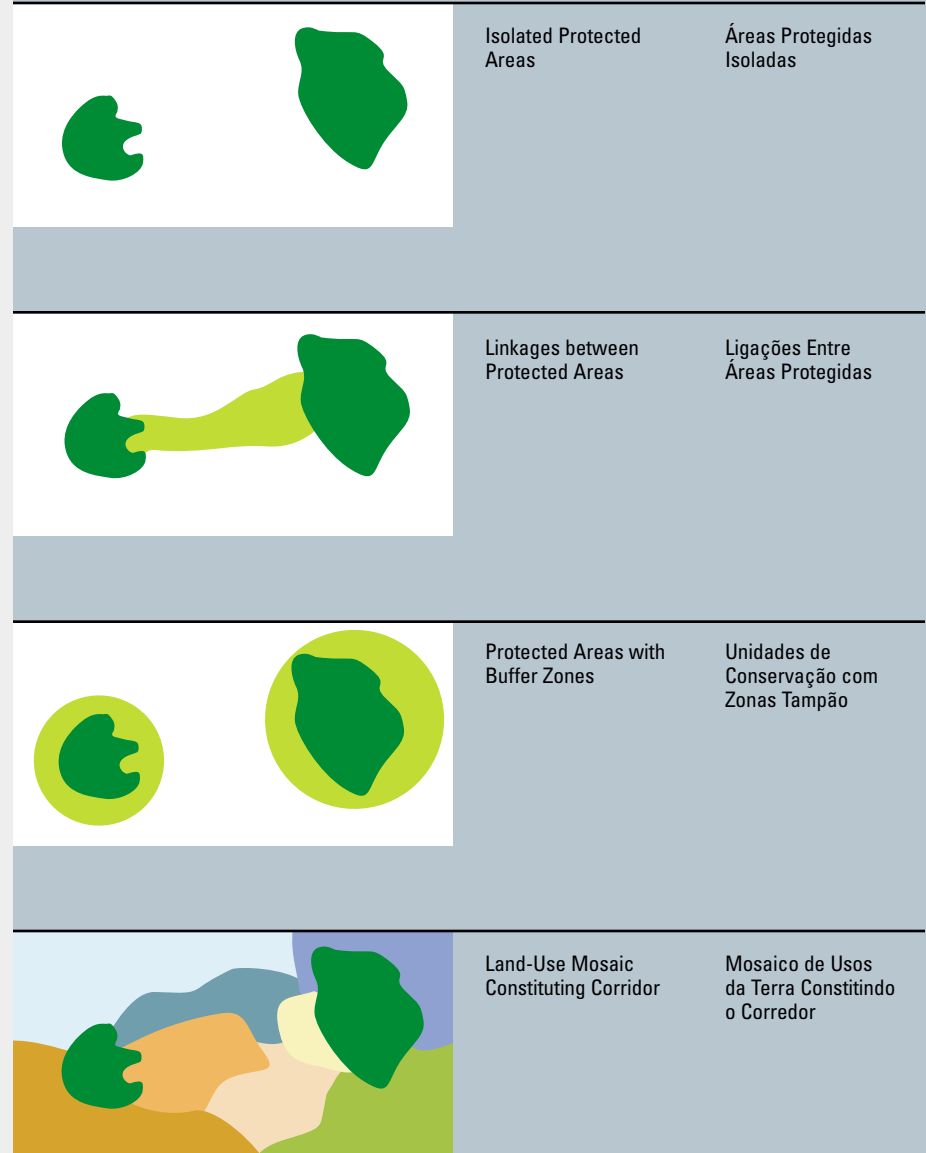 Isolated Protected
Areas
Áreas Protegidas
Isoladas
Linkages between
Protected Areas
Ligações Entre
Áreas Protegidas
Protected Areas with
Buffer Zones
Unidades de
Conservação com
Zonas Tampão
Land-Use Mosaic
Constituting Corridor
Mosaico de Usos
da Terra Constitindo
o Corredor